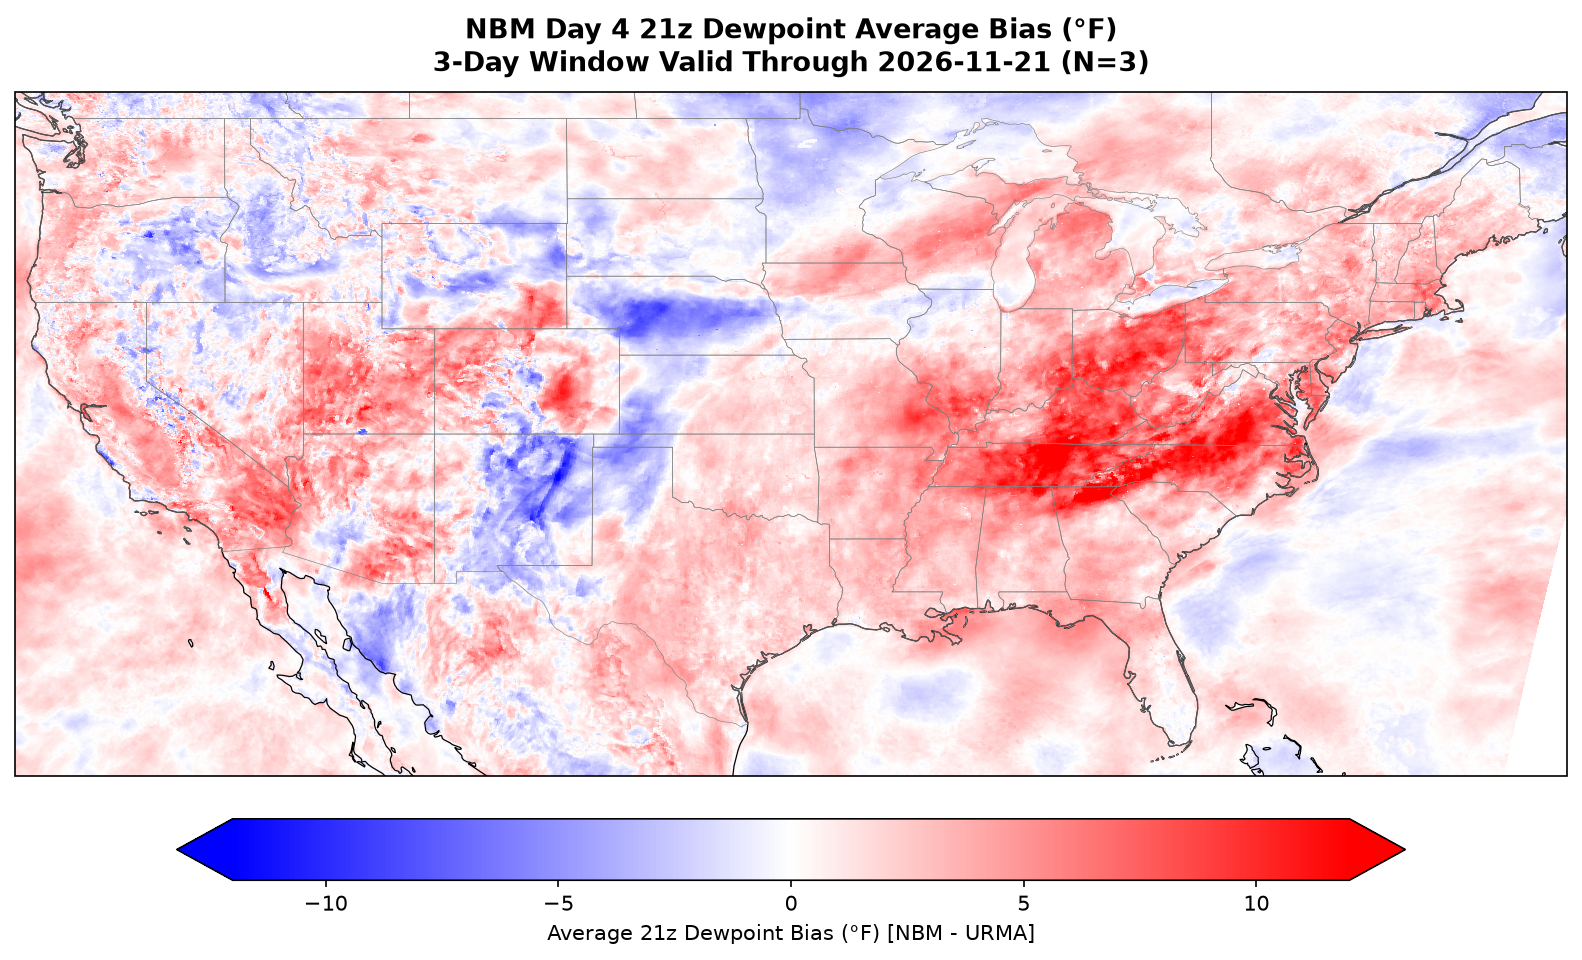 NBM Day 4 21z Dewpoint Average Bias (°F)
3-Day Window Valid Through 2026-11-21 (N=3)
−10 −5 0 5 10
Average 21z Dewpoint Bias (°F) [NBM - URMA]